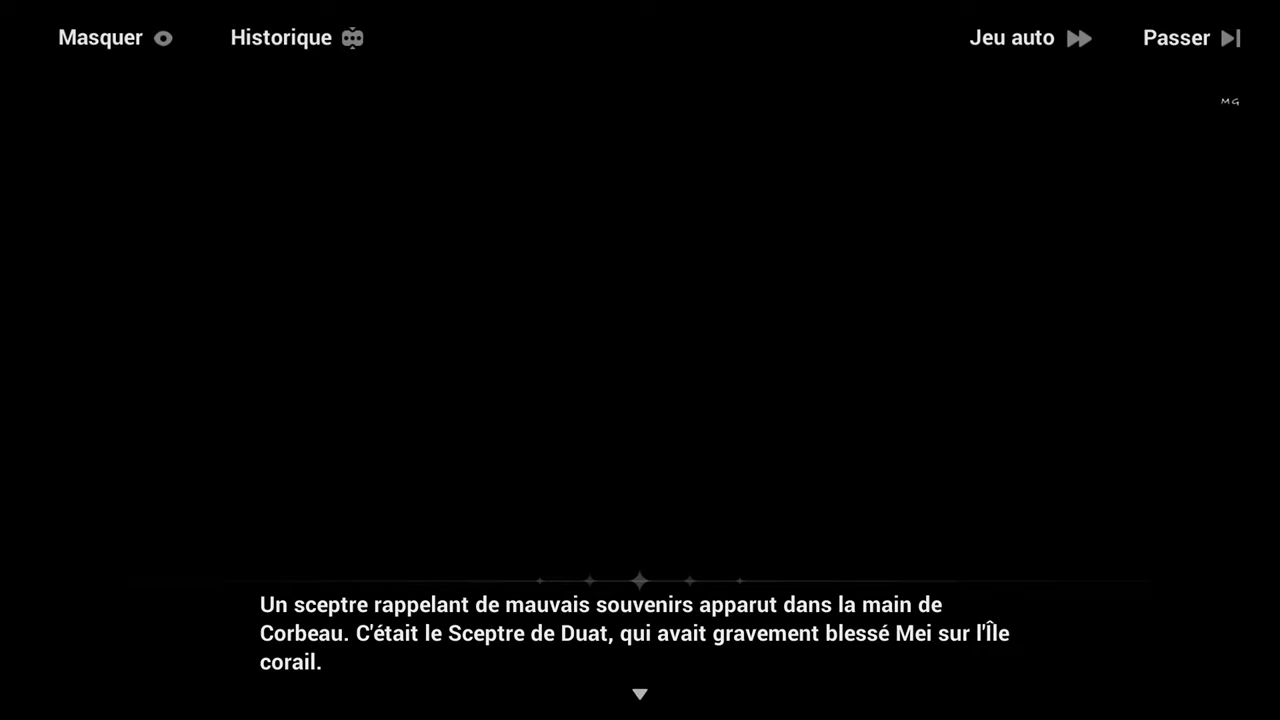 Masquer
Historique
Jeu auto
Passer
MG
Un sceptre rappelant de mauvais souvenirs apparut dans la main de
Corbeau. C'était le Sceptre de Duat, qui avait gravement blessé Mei sur l'Île
corail.